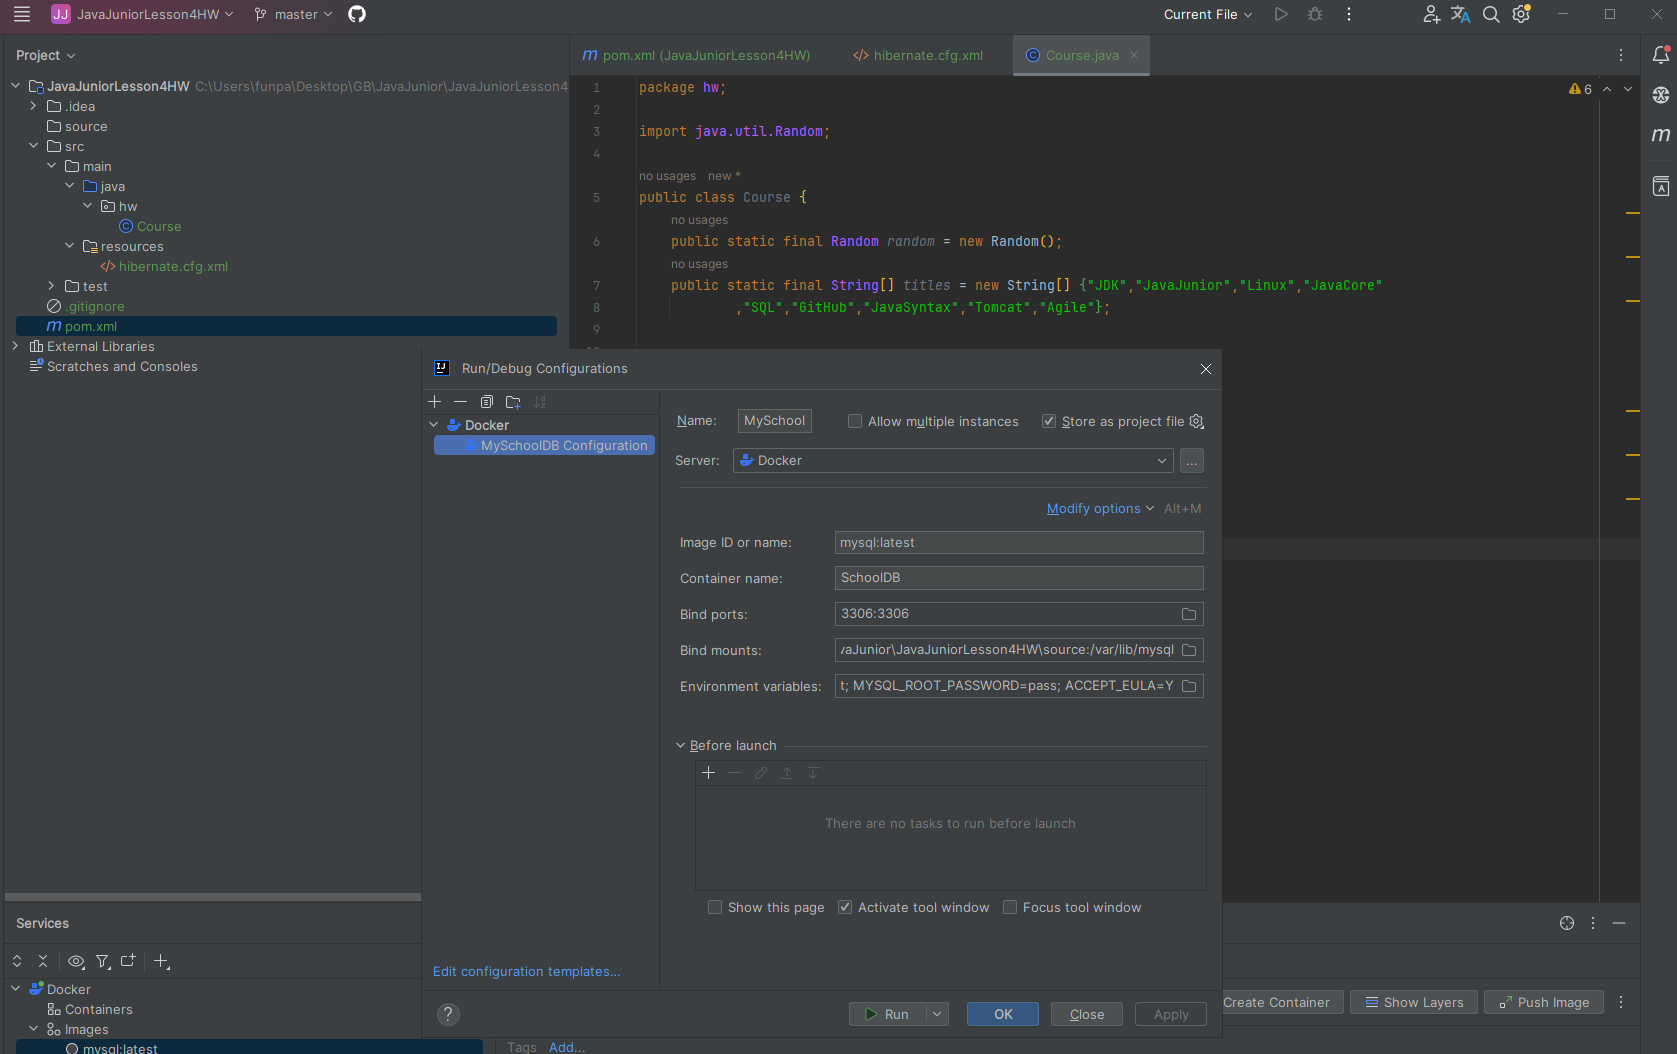 JJ JavaJuniorLesson4HW master Current File
Project
pom.xml (JavaJuniorLesson4HW) hibernate.cfg.xml Course.java
JavaJuniorLesson4HW C:\Users\funpa\Desktop\GB\JavaJunior\JavaJuniorLesson4
.idea
source
src
main
java
hw
Course
resources
hibernate.cfg.xml
test
.gitignore
pom.xml
External Libraries
Scratches and Consoles
1 package hw;
6
2
3 import java.util.Random;
4
no usages new *
5 public class Course {
no usages
6 public static final Random random = new Random();
no usages
7 public static final String[] titles = new String[] {"JDK","JavaJunior","Linux","JavaCore"
8 ,"SQL","GitHub","JavaSyntax","Tomcat","Agile"};
9
Run/Debug Configurations
Docker
MySchoolDB Configuration
Name: MySchool Allow multiple instances Store as project file
Server: Docker ...
Modify options Alt+M
Image ID or name: mysql:latest
Container name: SchoolDB
Bind ports: 3306:3306
Bind mounts: vaJunior\JavaJuniorLesson4HW\source:/var/lib/mysql
Environment variables: t; MYSQL_ROOT_PASSWORD=pass; ACCEPT_EULA=Y
Before launch
There are no tasks to run before launch
Show this page Activate tool window Focus tool window
Edit configuration templates...
? Run OK Close Apply
Services
Docker
Containers
Images
mysql:latest
Create Container Show Layers Push Image
Tags Add...